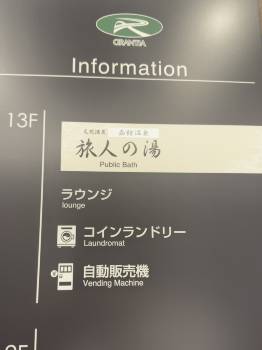 GRANTIA
Information
13F
天然温泉
旅人の湯
Public Bath
ラウンジ
lounge
コインランドリー
Laundromat
自動販売機
Vending Machine